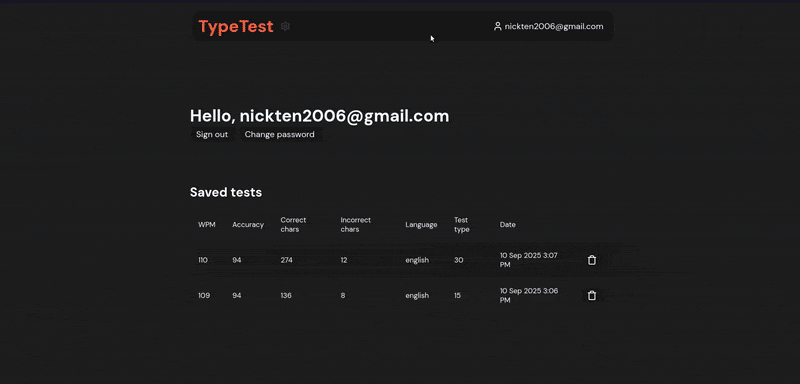 TypeTest
nickten2006@gmail.com
Hello, nickten2006@gmail.com
Sign out Change password
Saved tests
WPM Accuracy Correct chars Incorrect chars Language Test type Date
110 94 274 12 english 30 10 Sep 2025 3:07 PM
109 94 136 8 english 15 10 Sep 2025 3:06 PM